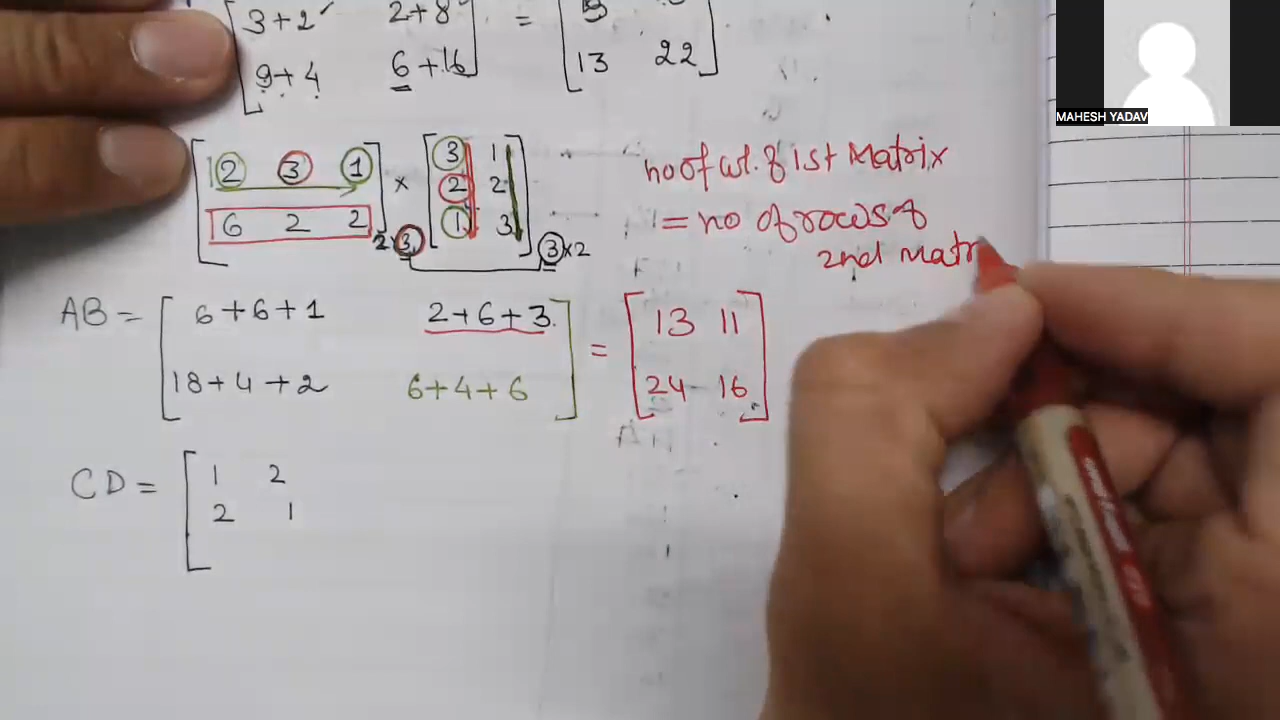 3+2 2+8 = 5
9+4 6+16 13 22
MAHESH YADAV
2 3 1 × 3 1
2 2
6 2 2 1 3
2×3 3×2
no of col. of 1st Matrix
= no of rows of
2nd matr
AB = 6+6+1 2+6+3 = 13 11
18+4+2 6+4+6 24 16
CD = 1 2
2 1